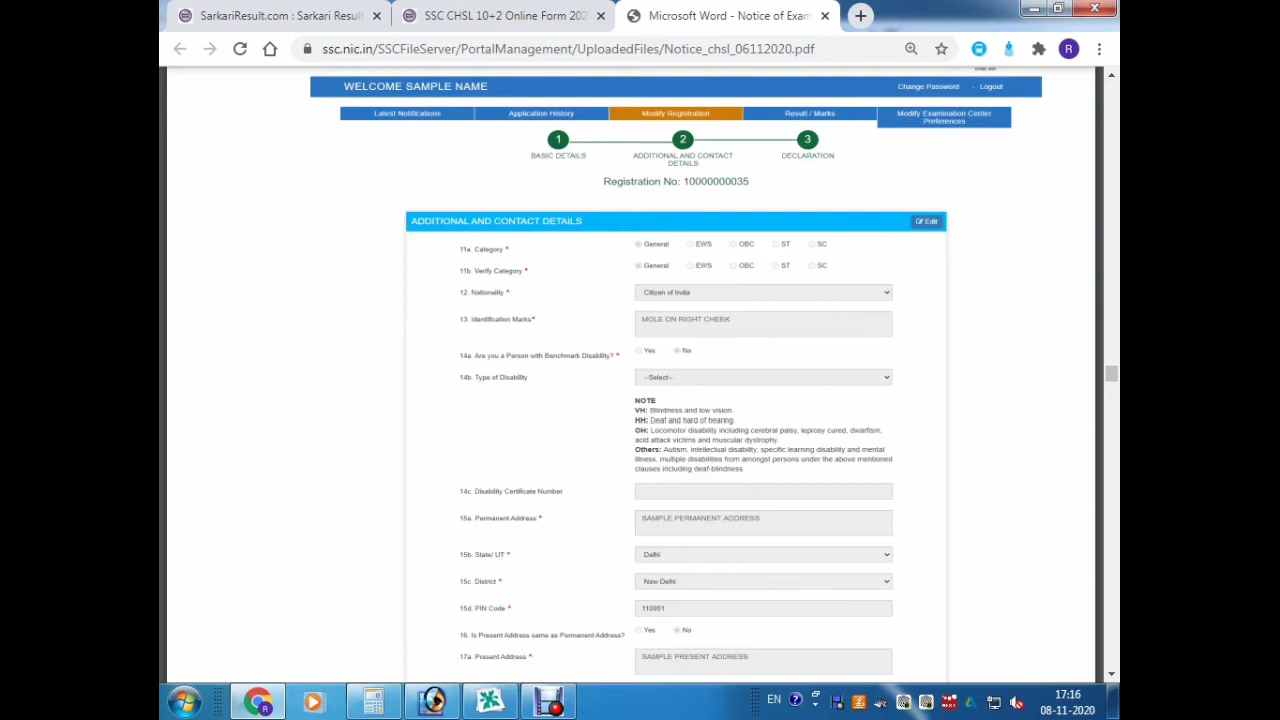 SarkariResult.com : Sarkari Result
SSC CHSL 10+2 Online Form 202
Microsoft Word - Notice of Exam
ssc.nic.in/SSCFileServer/PortalManagement/UploadedFiles/Notice_chsl_06112020.pdf
R
WELCOME SAMPLE NAME
Change Password - Logout
Latest Notifications
Application History
Modify Registration
Result / Marks
Modify Examination Center Preferences
1
2
3
BASIC DETAILS
ADDITIONAL AND CONTACT DETAILS
DECLARATION
Registration No: 10000000035
ADDITIONAL AND CONTACT DETAILS
Edit
11a. Category * General EWS OBC ST SC
11b. Verify Category * General EWS OBC ST SC
12. Nationality * Citizen of India
13. Identification Marks* MOLE ON RIGHT CHEEK
14a. Are you a Person with Benchmark Disability? * Yes No
14b. Type of Disability --Select--
NOTE
VH: Blindness and low vision.
HH: Deaf and hard of hearing.
OH: Locomotor disability including cerebral palsy, leprosy cured, dwarfism,
acid attack victims and muscular dystrophy.
Others: Autism, intellectual disability, specific learning disability and mental
illness, multiple disabilities from amongst persons under the above mentioned
clauses including deaf-blindness.
14c. Disability Certificate Number
15a. Permanent Address * SAMPLE PERMANENT ADDRESS
15b. State/ UT * Delhi
15c. District * New Delhi
15d. PIN Code * 110001
16. Is Present Address same as Permanent Address? Yes No
17a. Present Address * SAMPLE PRESENT ADDRESS
EN
17:16
08-11-2020